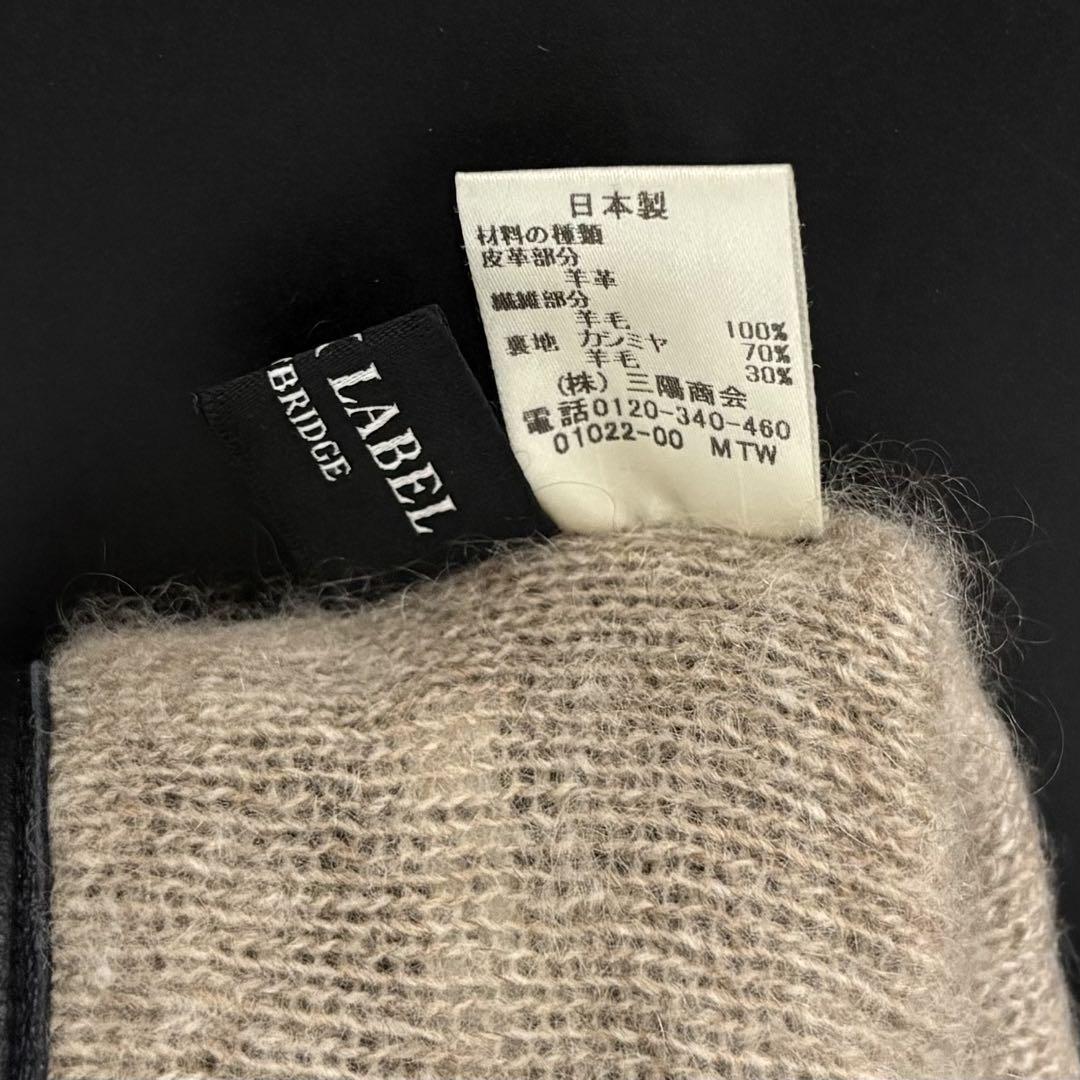 日本製
材料の種類
皮革部分
羊革
繊維部分
羊毛 100%
裏地 カシミヤ 70%
羊毛 30%
(株) 三陽商会
電話0120-340-460
01022-00 MTW
LABEL
BRIDGE